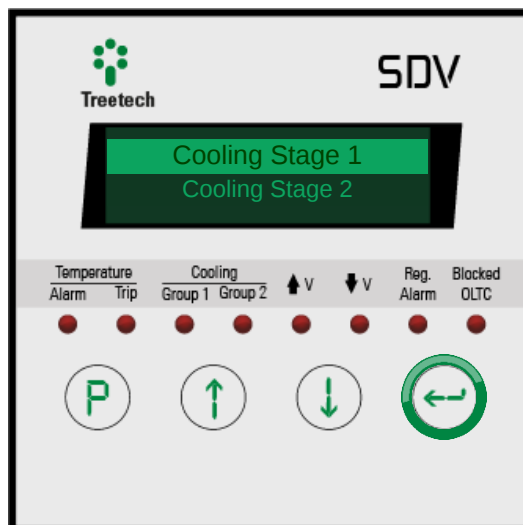 Treetech
SDV
Cooling Stage 1
Cooling Stage 2
Temperature
Alarm Trip
Cooling
Group 1 Group 2
V
V
Reg.
Alarm
Blocked
OLTC
P